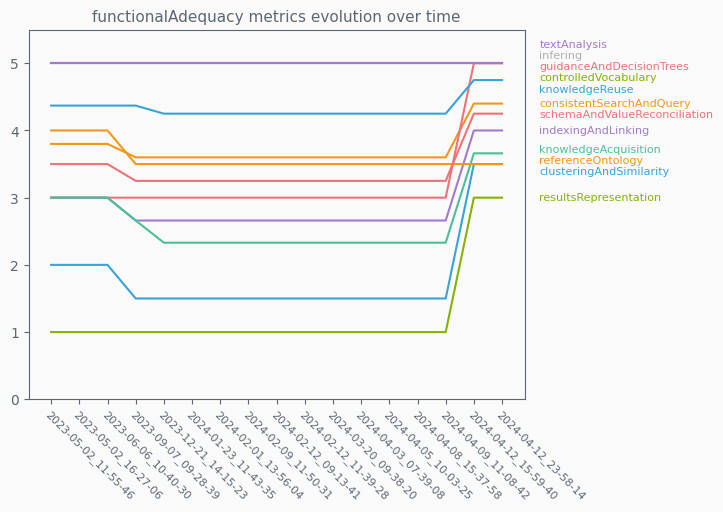 functionalAdequacy metrics evolution over time
5
4
3
2
1
0
textAnalysis
infering
guidanceAndDecisionTrees
controlledVocabulary
knowledgeReuse
consistentSearchAndQuery
schemaAndValueReconciliation
indexingAndLinking
knowledgeAcquisition
referenceOntology
clusteringAndSimilarity
resultsRepresentation
2023-05-02_11-55-46
2023-05-02_16-27-06
2023-06-06_10-40-30
2023-09-07_09-28-39
2023-12-21_14-15-23
2024-01-23_11-43-35
2024-02-01_13-56-04
2024-02-09_11-50-31
2024-02-12_09-13-41
2024-02-12_11-39-28
2024-03-20_09-38-20
2024-04-03_07-39-08
2024-04-05_10-03-25
2024-04-08_15-37-58
2024-04-09_11-08-42
2024-04-12_15-59-40
2024-04-12_23-58-14